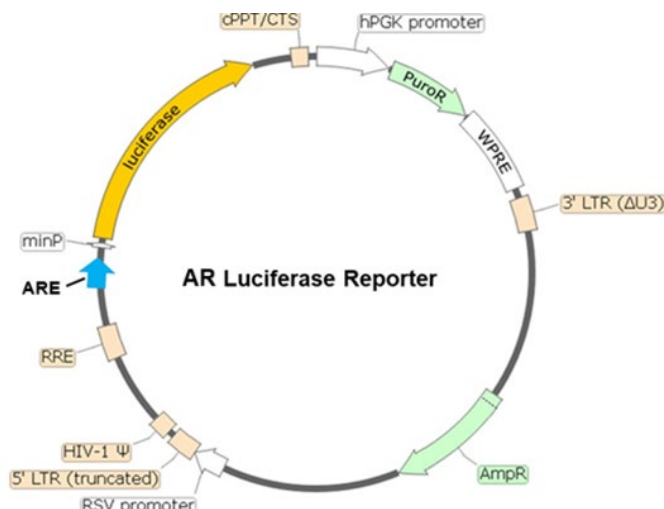 cPPT/CTS
hPGK promoter
PuroR
WPRE
3' LTR (ΔU3)
luciferase
minP
ARE
AR Luciferase Reporter
RRE
HIV-1 Ψ
5' LTR (truncated)
RSV promoter
AmpR